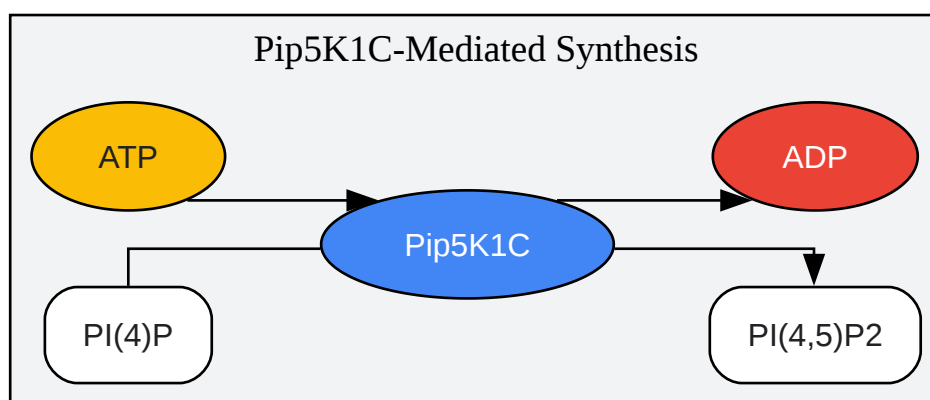 Pip5K1C-Mediated Synthesis
ATP
ADP
Pip5K1C
PI(4)P
PI(4,5)P2